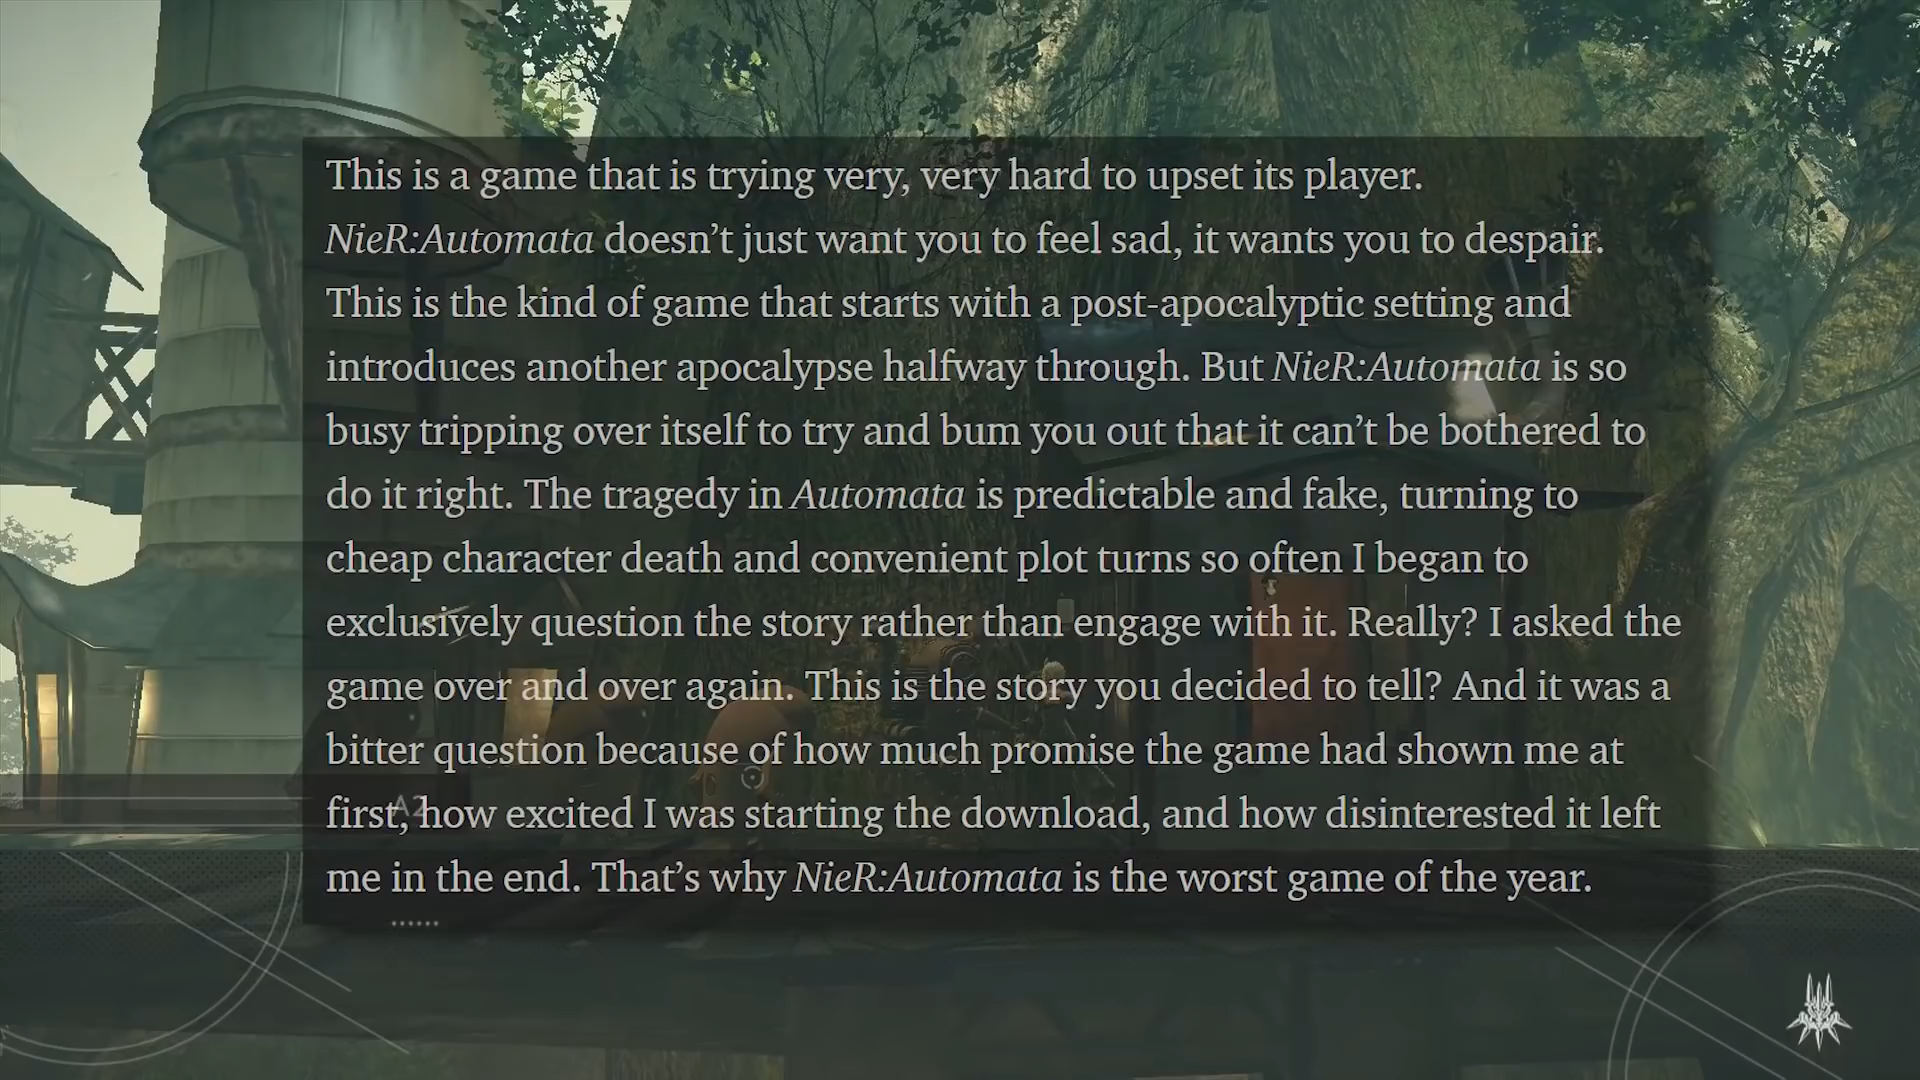 This is a game that is trying very, very hard to upset its player.
NieR:Automata doesn’t just want you to feel sad, it wants you to despair.
This is the kind of game that starts with a post-apocalyptic setting and
introduces another apocalypse halfway through. But NieR:Automata is so
busy tripping over itself to try and bum you out that it can’t be bothered to
do it right. The tragedy in Automata is predictable and fake, turning to
cheap character death and convenient plot turns so often I began to
exclusively question the story rather than engage with it. Really? I asked the
game over and over again. This is the story you decided to tell? And it was a
bitter question because of how much promise the game had shown me at
A2
first, how excited I was starting the download, and how disinterested it left
me in the end. That’s why NieR:Automata is the worst game of the year.
......